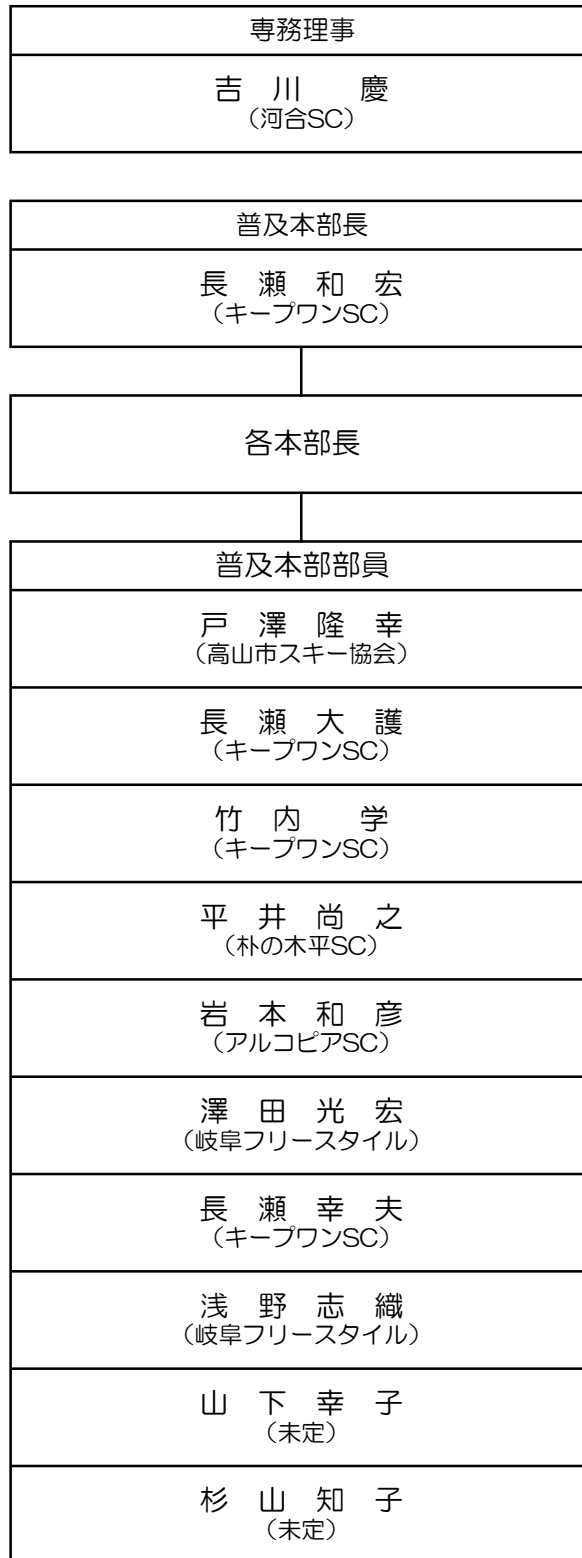 専務理事
吉　川　　慶
（河合SC）
普及本部長
長　瀬　和　宏
（キープワンSC）
各本部長
普及本部部員
戸　澤　隆　幸
（高山市スキー協会）
長　瀬　大　護
（キープワンSC）
竹　内　　学
（キープワンSC）
平　井　尚　之
（朴の木平SC）
岩　本　和　彦
（アルコピアSC）
澤　田　光　宏
（岐阜フリースタイル）
長　瀬　幸　夫
（キープワンSC）
浅　野　志　織
（岐阜フリースタイル）
山　下　幸　子
（未定）
杉　山　知　子
（未定）